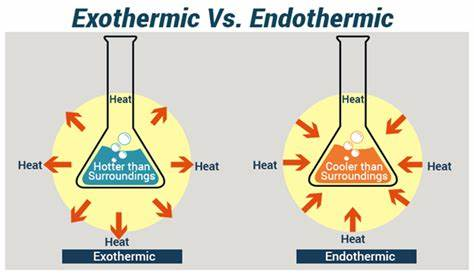 Exothermic Vs. Endothermic
Heat
Heat
Hotter than
Surroundings
Heat
Heat
Exothermic
Heat
Heat
Cooler than
Surroundings
Heat
Heat
Endothermic